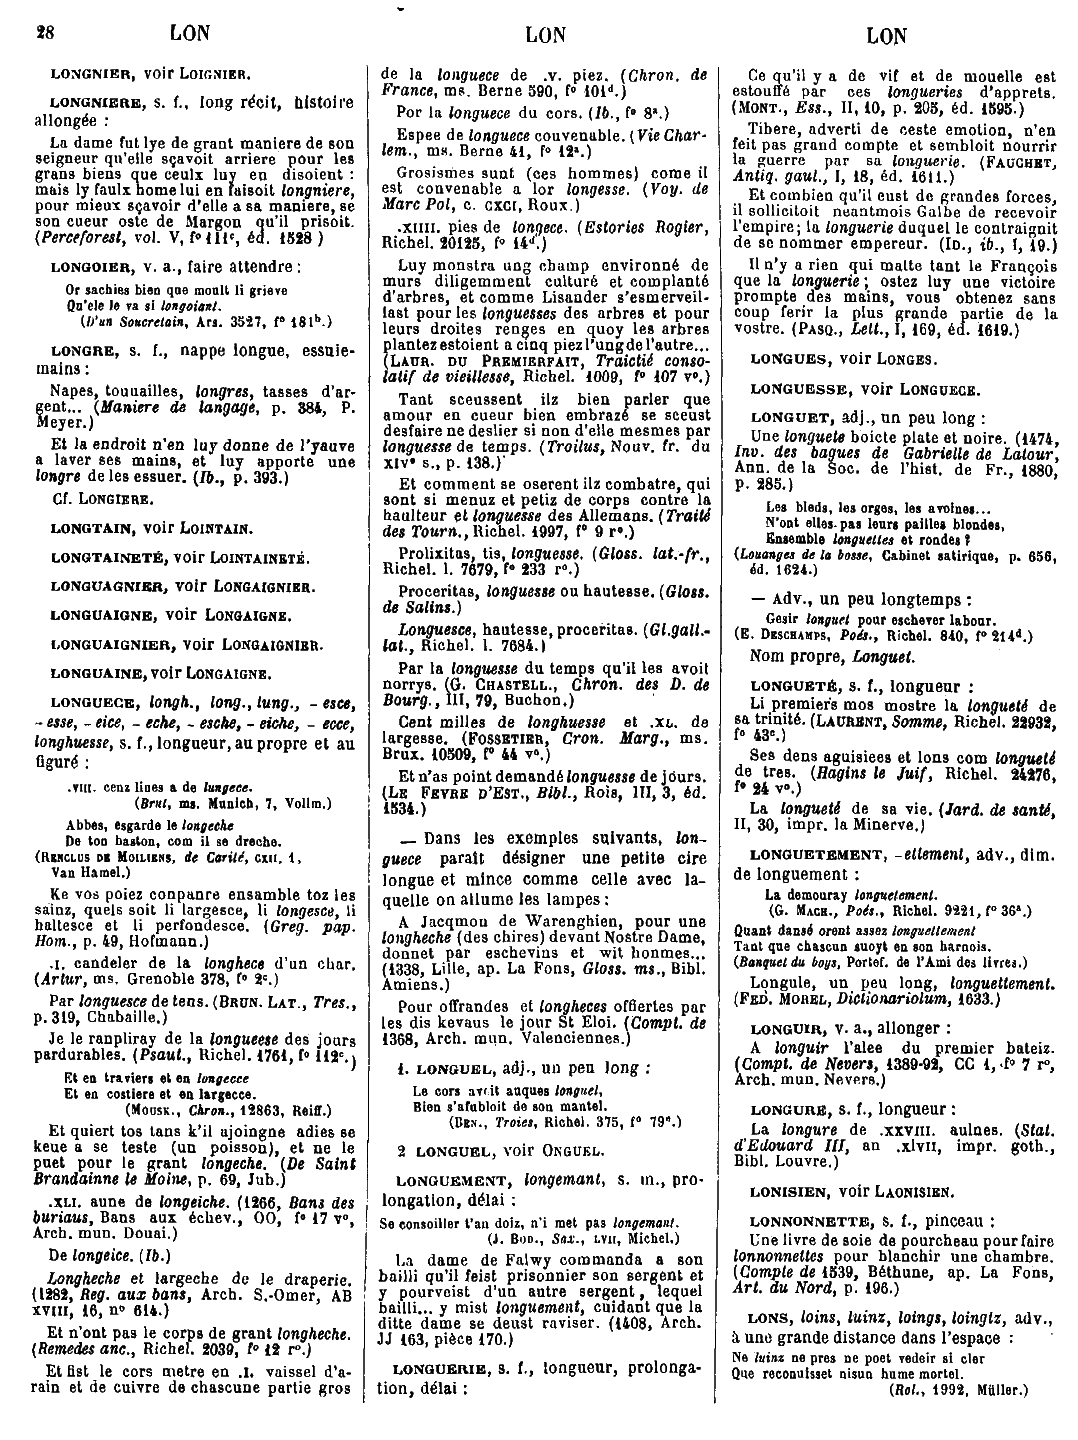 28
LON
LON
LON
LONGNIER, voir LOIGNIER.
LONGNIERE, s. f., long récit, histoire
allongée :
La dame fut lye de grant maniere de son
seigneur qu'elle sçavoit arriere pour les
grans biens que ceulx luy en disoient :
mais ly faulx home lui en faisoit longniere,
pour mieux sçavoir d'elle a sa maniere, se
son cueur oste de Margon qu'il prisoit.
(Perceforest, vol. V, f° IIIc, éd. 1528)
LONGOIER, v. a., faire attendre :
Or sachies bien que moult li grieve
Qu'ele le va si longoiant.
(D'un Soucretain, Ars. 3527, f° 181b.)
LONGRE, s. f., nappe longue, essuie-
mains :
Napes, touuailles, longres, tasses d'ar-
gent... (Maniere de langage, p. 384, P.
Meyer.)
Et la endroit n'en luy donne de l'yauve
a laver ses mains, et luy apporte une
longre de les essuer. (Ib., p. 393.)
Cf. LONGIERE.
LONGTAIN, voir LOINTAIN.
LONGTAINETÉ, voir LOINTAINETÉ.
LONGUAGNIER, voir LONGAIGNIER.
LONGUAIGNE, voir LONGAIGNE.
LONGUAIGNIER, voir LONGAIGNIER.
LONGUAINE, voir LONGAIGNE.
LONGUECE, longh., long., lung., - esce,
- esse, - eice, - eche, - esche, - eiche, - ecce,
longhuesse, s. f., longueur, au propre et au
figuré :
.VIII. cenz liues a de lungece.
(Brut, ms. Munich, 7, Vollm.)
Abbes, esgarde le longeche
De ton baston, com il se dreche.
(RENCLUS DE MOILIENS, de Carité, CXII, 1,
Van Hamel.)
Ke vos poiez conpanre ensamble toz les
sainz, quels soit li largesce, li longesce, li
haltesce et li perfondesce. (Greg. pap.
Hom., p. 49, Hofmann.)
.I. candeler de la longhece d'un char.
(Artur, ms. Grenoble 378, f° 2c.)
Par longuesce de tens. (BRUN. LAT., Tres.,
p. 319, Chabaille.)
Je le ranpliray de la longueese des jours
pardurables. (Psaut., Richel. 1761, f° 112c.)
Et en traviers et en longecce
Et en costiere et en largecce.
(MOUSK., Chron., 12863, Reiff.)
Et quiert tos tans k'il ajoingne adies se
keue a se teste (un poisson), et ne le
puet pour le grant longeche. (De Saint
Brandainne le Moine, p. 69, Jub.)
.XLI. aune de longeiche. (1266, Bans des
buriaus, Bans aux échev., OO, f° 17 v°,
Arch. mun. Douai.)
De longeice. (Ib.)
Longheche et largeche de le draperie.
(1282, Reg. aux bans, Arch. S.-Omer, AB
XVIII, 16, n° 614.)
Et n'ont pas le corps de grant longheche.
(Remedes anc., Richel. 2039, f° 12 r°.)
Et fist le cors metre en .I. vaissel d'a-
rain et de cuivre de chascune partie gros
de la longuece de .V. piez. (Chron. de
France, ms. Berne 590, f° 101d.)
Por la longuece du cors. (Ib., f° 8a.)
Espee de longuece couvenable. (Vie Char-
lem., ms. Berne 41, f° 12a.)
Grosismes sunt (ces hommes) come il
est convenable a lor longesse. (Voy. de
Marc Pol, c. CXCI, Roux.)
.XIIII. pies de longece. (Estories Rogier,
Richel. 20125, f° 14d.)
Luy monstra ung champ environné de
murs diligemment culturé et complanté
d'arbres, et comme Lisander s'esmerveil-
last pour les longuesses des arbres et pour
leurs droites renges en quoy les arbres
plantez estoient a cinq piez l'ung de l'autre...
(LAUR. DU PREMIERFAIT, Traictié conso-
latif de vieillesse, Richel. 1009, f° 107 v°.)
Tant sceussent ilz bien parler que
amour en cueur bien embrazé se sceust
desfaire ne deslier si non d'elle mesmes par
longuesse de temps. (Troilus, Nouv. fr. du
XIVe s., p. 138.)
Et comment se oserent ilz combatre, qui
sont si menuz et petiz de corps contre la
haulteur et longuesse des Allemans. (Traité
des Tourn., Richel. 1997, f° 9 r°.)
Prolixitas, tis, longuesse. (Gloss. lat.-fr.,
Richel. l. 7679, f° 233 r°.)
Proceritas, longuesse ou hautesse. (Gloss.
de Salins.)
Longuesce, hautesse, proceritas. (Gl. gall.-
lat., Richel. l. 7684.)
Par la longuesse du temps qu'il les avoit
norrys. (G. CHASTELL., Chron. des D. de
Bourg., III, 79, Buchon.)
Cent milles de longhuesse et .XL. de
largesse. (FOSSETIER, Cron. Marg., ms.
Brux. 10509, f° 44 v°.)
Et n'as point demandé longuesse de jours.
(LE FEVRE D'EST., Bibl., Rois, III, 3, éd.
1534.)
— Dans les exemples suivants, lon-
guece paraît désigner une petite cire
longue et mince comme celle avec la-
quelle on allume les lampes :
A Jacqmon de Warenghien, pour une
longheche (des chires) devant Nostre Dame,
donnet par eschevins et wit honmes...
(1338, Lille, ap. La Fons, Gloss. ms., Bibl.
Amiens.)
Pour offrandes et longheces offiertes par
les dis kevaus le jour St Eloi. (Compt. de
1368, Arch. mun. Valenciennes.)
1. LONGUEL, adj., un peu long :
Le cors avoit auques longuel,
Bien s'afubloit de son mantel.
(BEN., Troies, Richel. 375, f° 79e.)
2 LONGUEL, voir ONGUEL.
LONGUEMENT, longemant, s. m., pro-
longation, délai :
Se consoillier t'an doiz, n'i met pas longemant.
(J. BOD., Sax., LVII, Michel.)
La dame de Falwy commanda a son
bailli qu'il feist prisonnier son sergent et
y pourveist d'un autre sergent, lequel
bailli... y mist longuement, cuidant que la
ditte dame se deust raviser. (1408, Arch.
JJ 163, pièce 170.)
LONGUERIE, s. f., longueur, prolonga-
tion, délai :
Ce qu'il y a de vif et de mouelle est
estouffé par ces longueries d'apprets.
(MONT., Ess., II, 10, p. 205, éd. 1595.)
Tibere, adverti de ceste emotion, n'en
feit pas grand compte et sembloit nourrir
la guerre par sa longuerie. (FAUCHET,
Antiq. gaul., I, 18, éd. 1611.)
Et combien qu'il eust de grandes forces,
il sollicitoit neantmois Galbe de recevoir
l'empire; la longuerie duquel le contraignit
de se nommer empereur. (ID., ib., I, 19.)
Il n'y a rien qui matte tant le François
que la longuerie; ostez luy une victoire
prompte des mains, vous obtenez sans
coup ferir la plus grande partie de la
vostre. (PASQ., Lett., I, 169, éd. 1619.)
LONGUES, voir LONGES.
LONGUESSE, voir LONGUECE.
LONGUET, adj., un peu long :
Une longuete boicte plate et noire. (1474,
Inv. des bagues de Gabrielle de Latour,
Ann. de la Soc. de l'hist. de Fr., 1880,
p. 285.)
Les bleds, les orges, les avoines...
N'ont elles pas leurs pailles blondes,
Ensemble longuettes et rondes ?
(Louanges de la bosse, Cabinet satirique, p. 656,
éd. 1624.)
— Adv., un peu longtemps :
Gesir longuet pour eschever labour.
(E. DESCHAMPS, Poés., Richel. 840, f° 214d.)
Nom propre, Longuet.
LONGUETÉ, s. f., longueur :
Li premiers mos mostre la longueté de
sa trinité. (LAURENT, Somme, Richel. 22932,
f° 43c.)
Ses dens aguisiees et lons com longueté
de tres. (Hagins le Juif, Richel. 24276,
f° 24 v°.)
La longueté de sa vie. (Jard. de santé,
II, 30, impr. la Minerve.)
LONGUETEMENT, -ettement, adv., dim.
de longuement :
La demouray longuetement.
(G. MACH., Poés., Richel. 9221, f° 36a.)
Quant dansé orent assez longuettement
Tant que chascun suoyt en son harnois.
(Banquet du boys, Portef. de l'Ami des livres.)
Longule, un peu long, longuettement.
(FED. MOREL, Dictionariolum, 1633.)
LONGUIR, v. a., allonger :
A longuir l'alee du premier bateiz.
(Compt. de Nevers, 1389-92, CC 1, f° 7 r°,
Arch. mun. Nevers.)
LONGURE, s. f., longueur :
La longure de .XXVIII. aulnes. (Stat.
d'Edouard III, an .xlvii, impr. goth.,
Bibl. Louvre.)
LONISIEN, voir LAONISIEN.
LONNONNETTE, s. f., pinceau :
Une livre de soie de pourcheau pour faire
lonnonnettes pour blanchir une chambre.
(Compte de 1539, Béthune, ap. La Fons,
Art. du Nord, p. 196.)
LONS, loins, luinz, loings, loingtz, adv.,
à une grande distance dans l'espace :
Ne luinz ne pres ne poet vedeir si cler
Que reconuisset nisun hume mortel.
(Rol., 1992, Müller.)